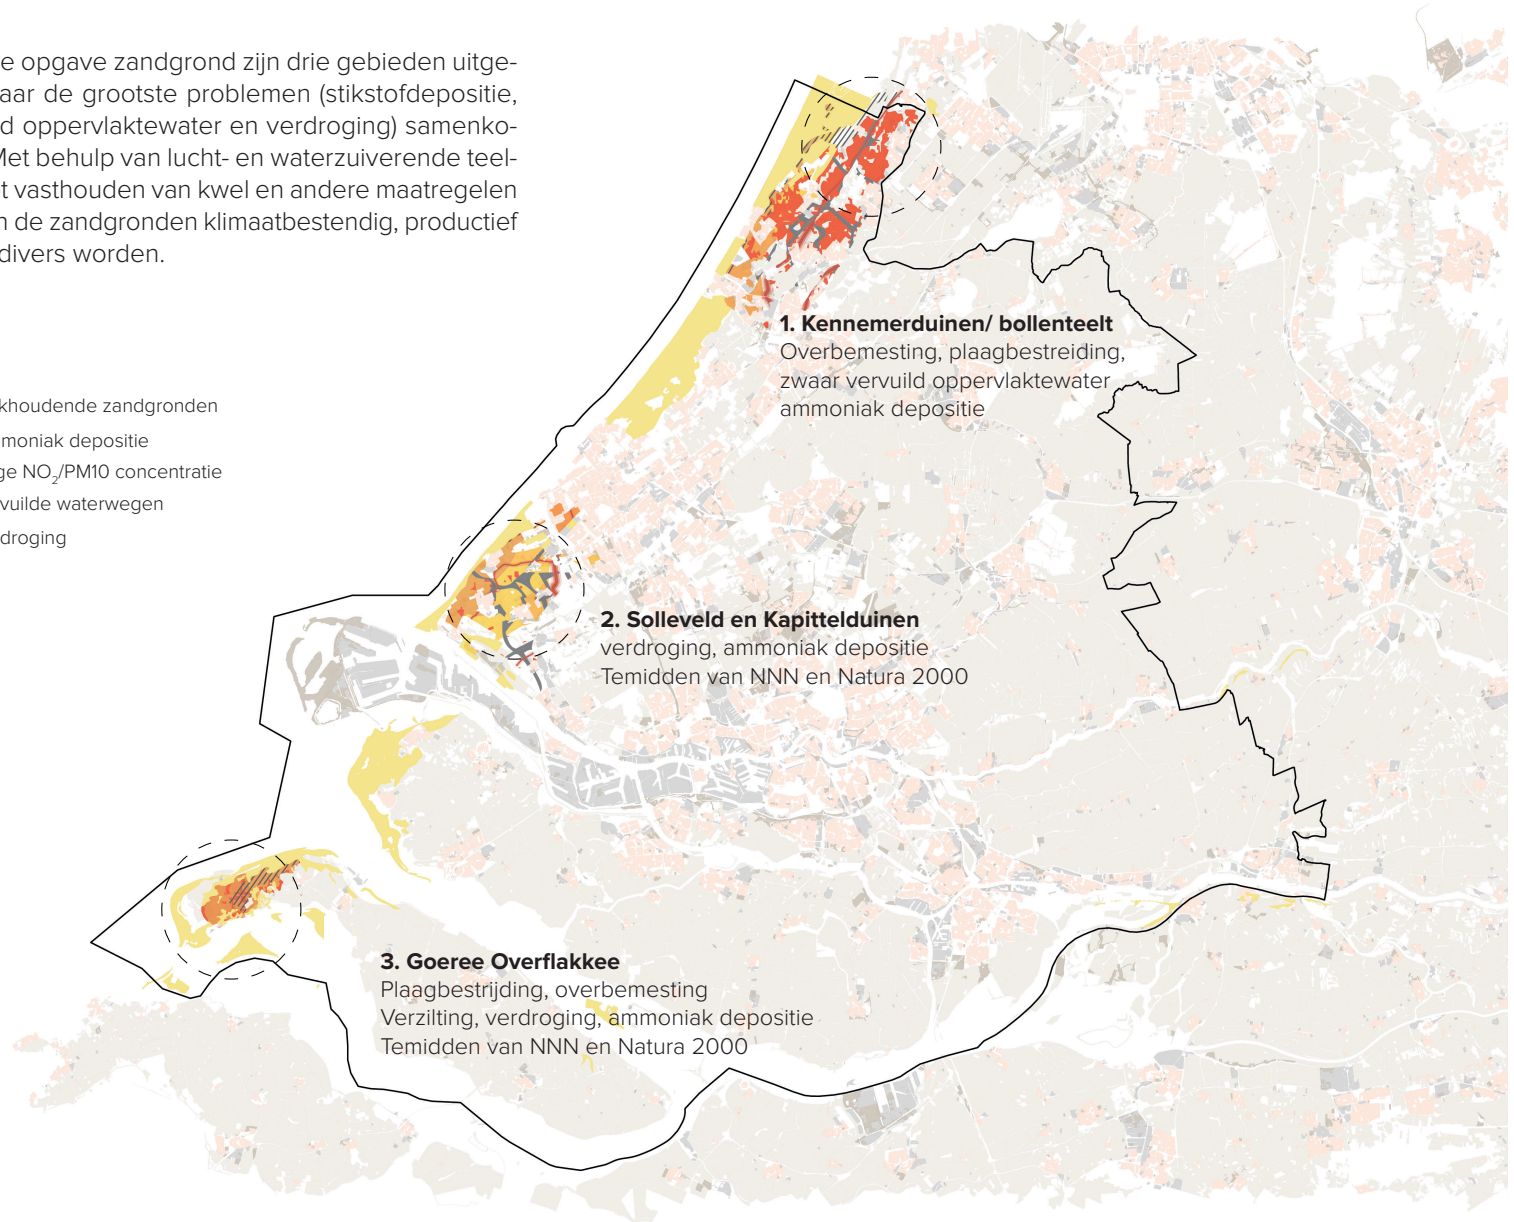 e opgave zandgrond zijn drie gebieden uitge-
aar de grootste problemen (stikstofdepositie,
d oppervlaktewater en verdroging) samenko-
Met behulp van lucht- en waterzuiverende teel-
t vasthouden van kwel en andere maatregelen
n de zandgronden klimaatbestendig, productief
divers worden.
khoudende zandgronden
moniak depositie
ge NO₂/PM10 concentratie
vuilde waterwegen
droging
1. Kennemerduinen/ bollenteelt
Overbemesting, plaagbestreiding,
zwaar vervuild oppervlaktewater
ammoniak depositie
2. Solleveld en Kapittelduinen
verdroging, ammoniak depositie
Temidden van NNN en Natura 2000
3. Goeree Overflakkee
Plaagbestrijding, overbemesting
Verzilting, verdroging, ammoniak depositie
Temidden van NNN en Natura 2000